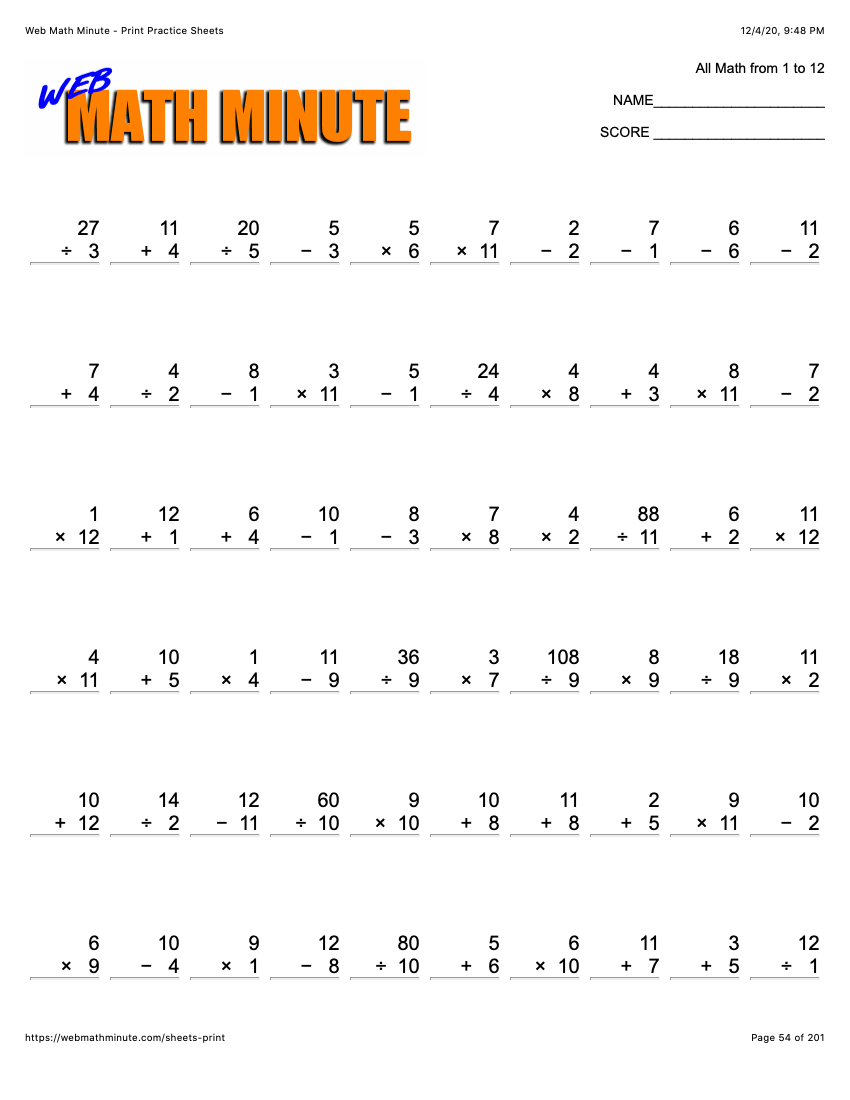 Web Math Minute - Print Practice Sheets 12/4/20, 9:48 PM
WEB
MATH MINUTE
All Math from 1 to 12
NAME______________________
SCORE ______________________
27 11 20 5 5 7 2 7 6 11
÷ 3 + 4 ÷ 5 − 3 × 6 × 11 − 2 − 1 − 6 − 2
7 4 8 3 5 24 4 4 8 7
+ 4 ÷ 2 − 1 × 11 − 1 ÷ 4 × 8 + 3 × 11 − 2
1 12 6 10 8 7 4 88 6 11
× 12 + 1 + 4 − 1 − 3 × 8 × 2 ÷ 11 + 2 × 12
4 10 1 11 36 3 108 8 18 11
× 11 + 5 × 4 − 9 ÷ 9 × 7 ÷ 9 × 9 ÷ 9 × 2
10 14 12 60 9 10 11 2 9 10
+ 12 ÷ 2 − 11 ÷ 10 × 10 + 8 + 8 + 5 × 11 − 2
6 10 9 12 80 5 6 11 3 12
× 9 − 4 × 1 − 8 ÷ 10 + 6 × 10 + 7 + 5 ÷ 1
https://webmathminute.com/sheets-print Page 54 of 201